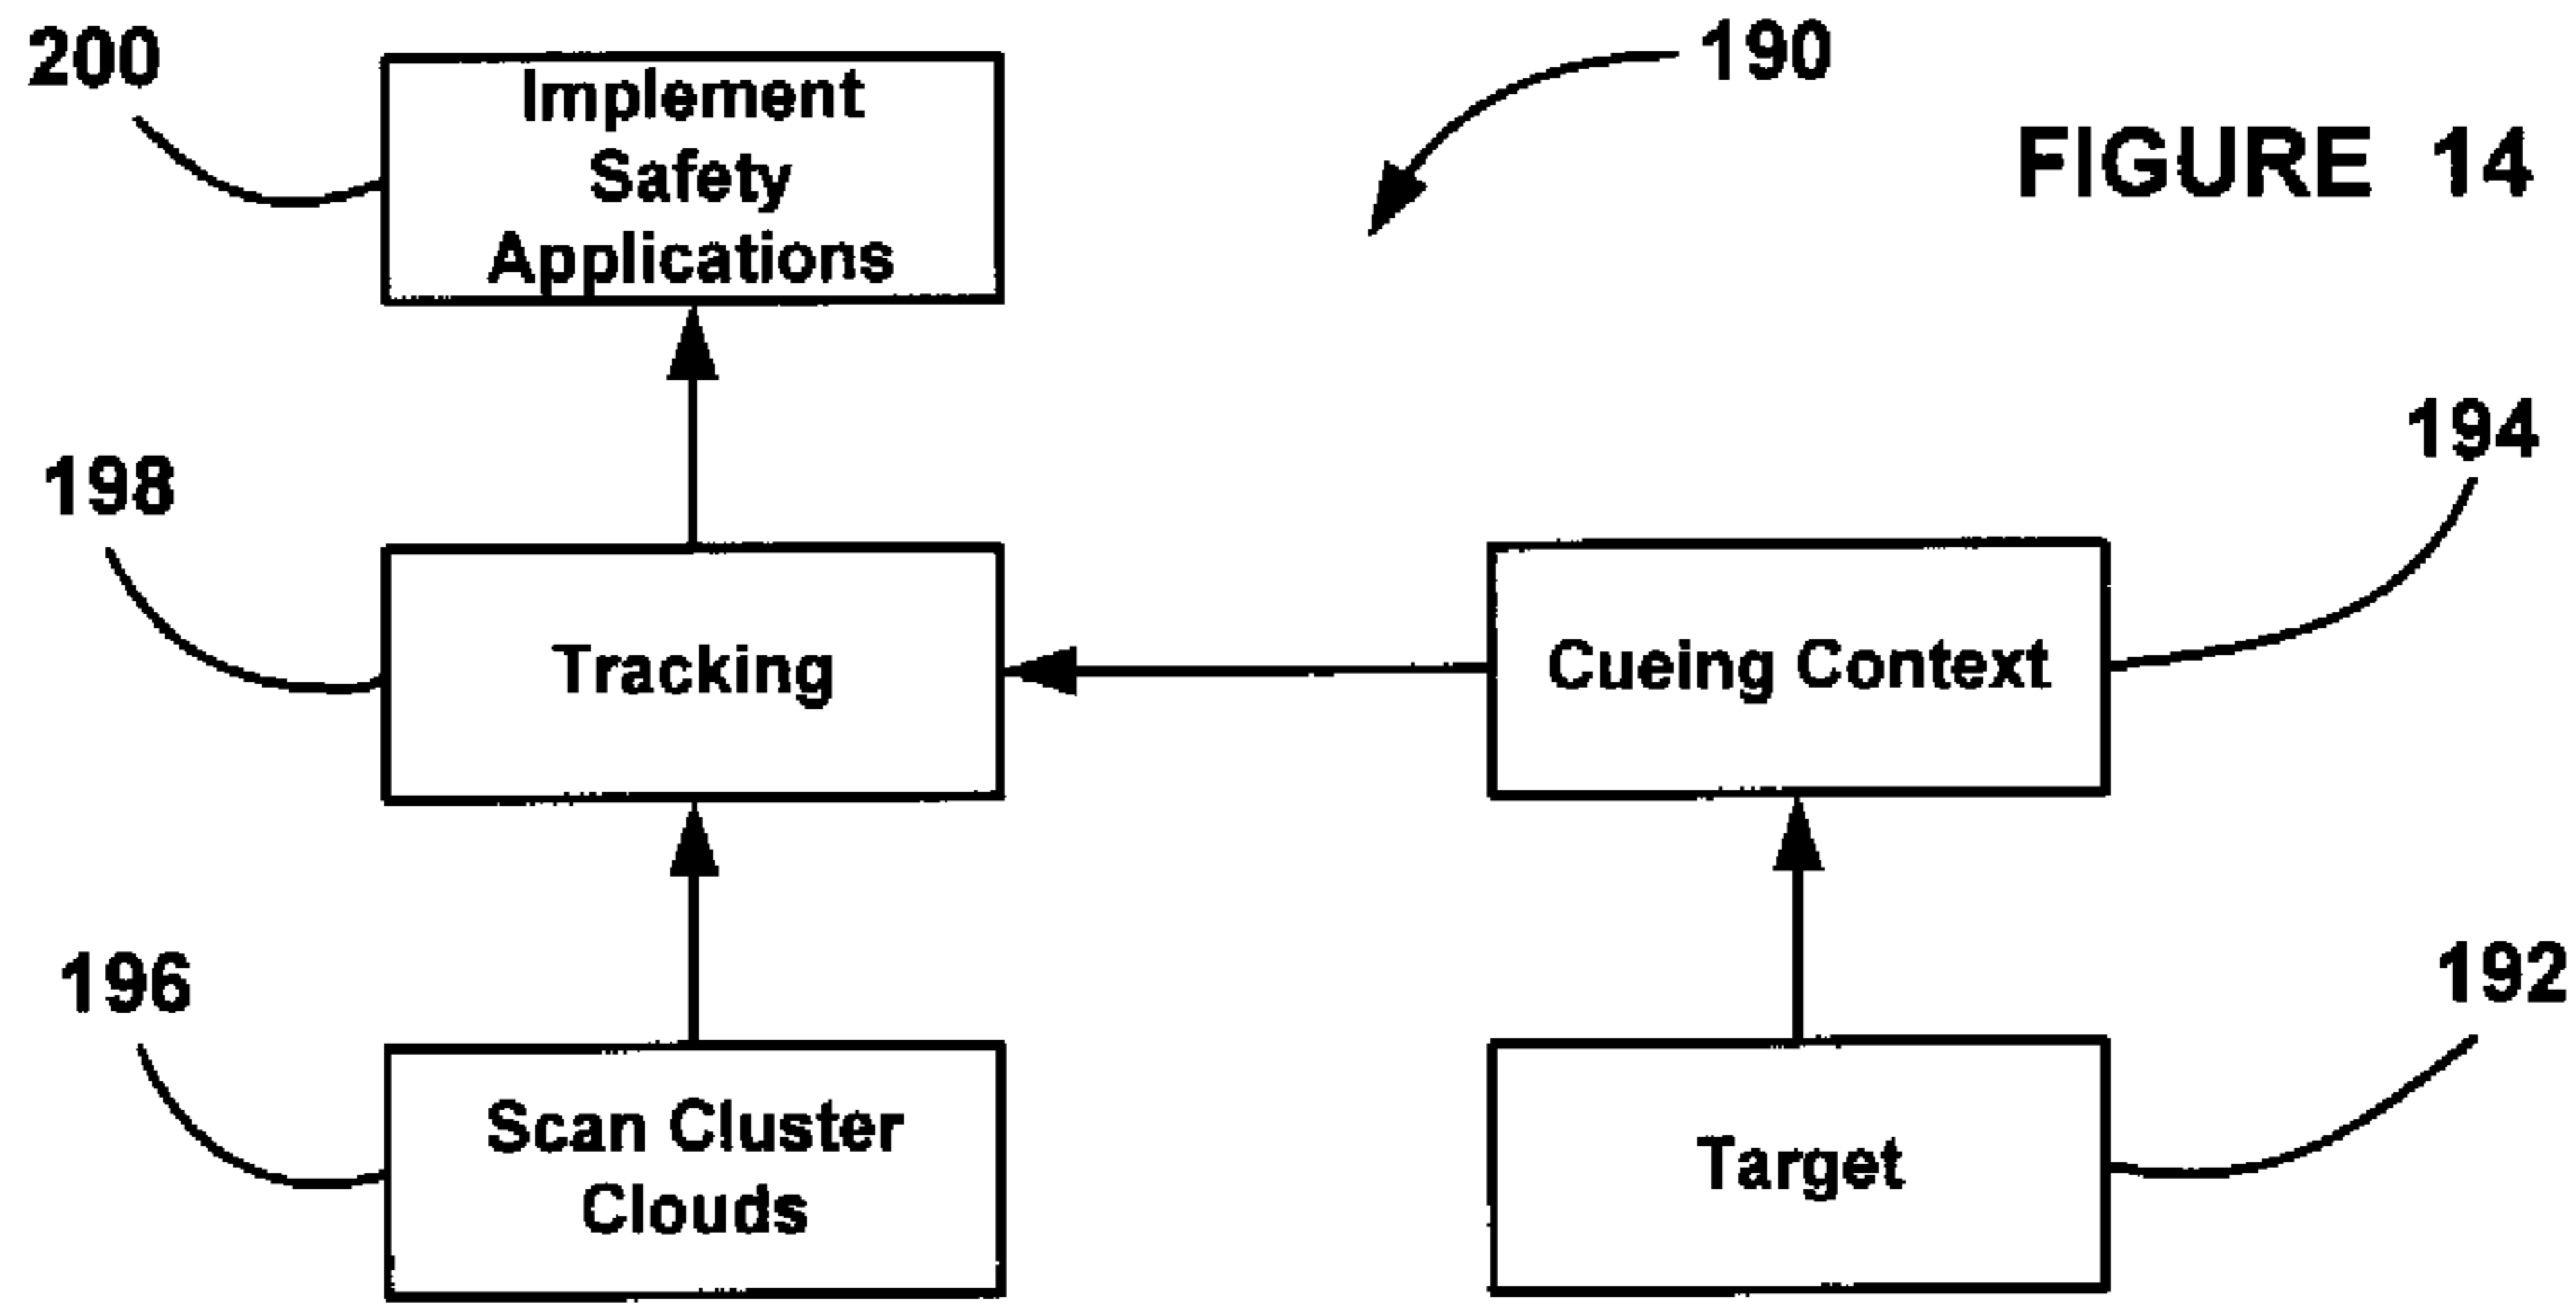 200
Implement
Safety
Applications
190
FIGURE 14
198
Tracking
Cueing Context
194
196
Scan Cluster
Clouds
Target
192